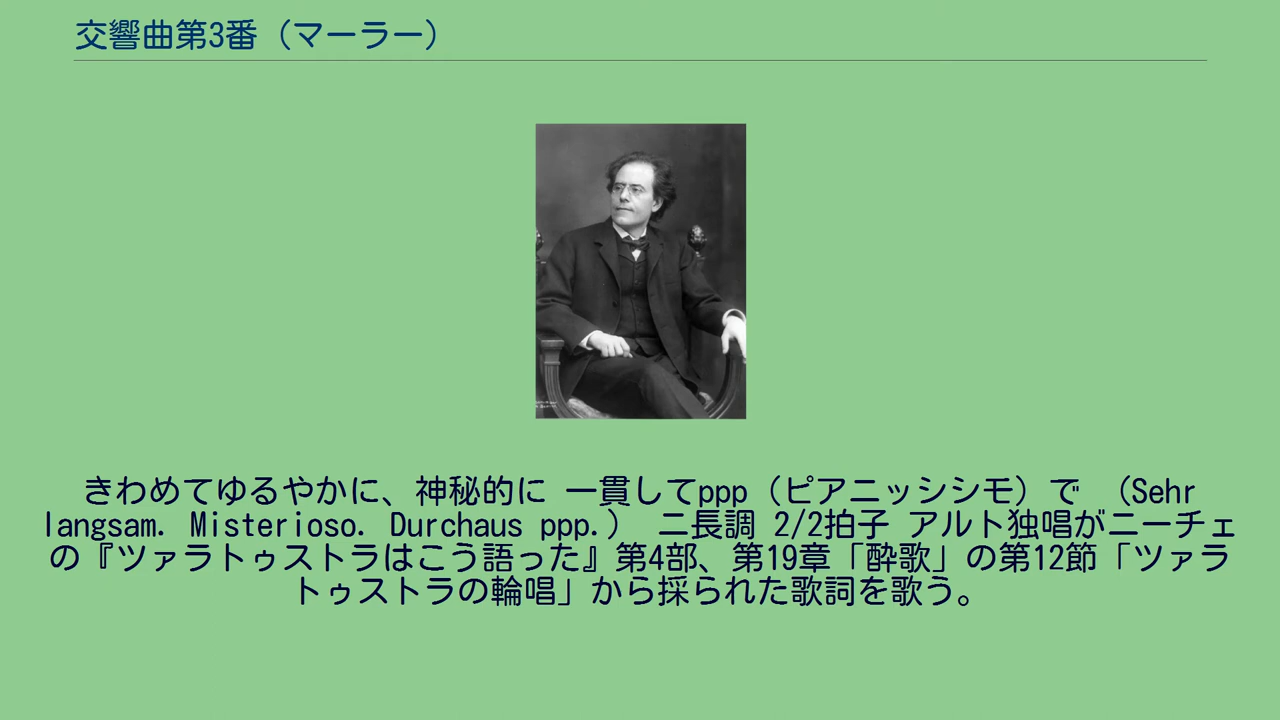 交響曲第3番（マーラー）
きわめてゆるやかに、神秘的に 一貫してppp（ピアニッシシモ）で （Sehr
langsam. Misterioso. Durchaus ppp.） ニ長調 2/2拍子 アルト独唱がニーチェ
の『ツァラトゥストラはこう語った』第4部、第19章「酔歌」の第12節「ツァラ
トゥストラの輪唱」から採られた歌詞を歌う。